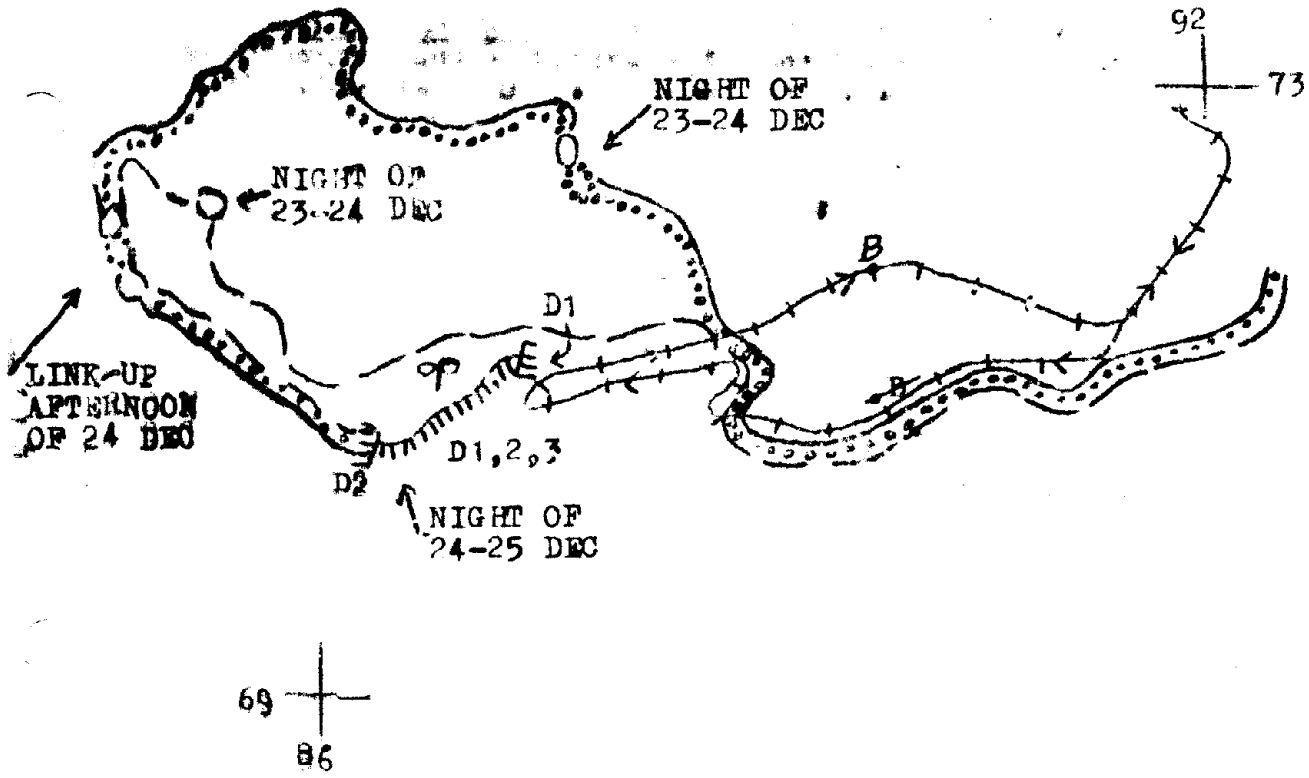 92
73
NIGHT OF
23-24 DEC
NIGHT OF
23-24 DEC
B
D1
LINK-UP
AFTERNOON
OF 24 DEC
B
D1,2,3
D2
NIGHT OF
24-25 DEC
69
86